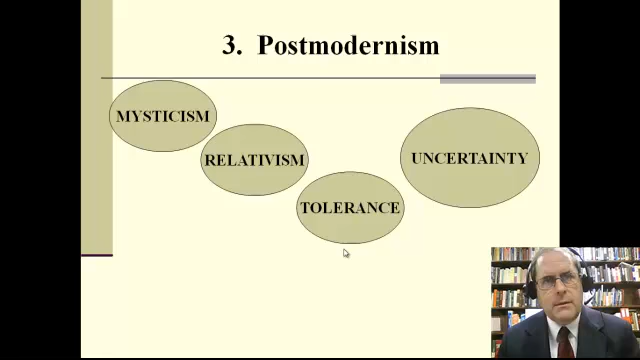 3. Postmodernism
MYSTICISM
RELATIVISM
TOLERANCE
UNCERTAINTY